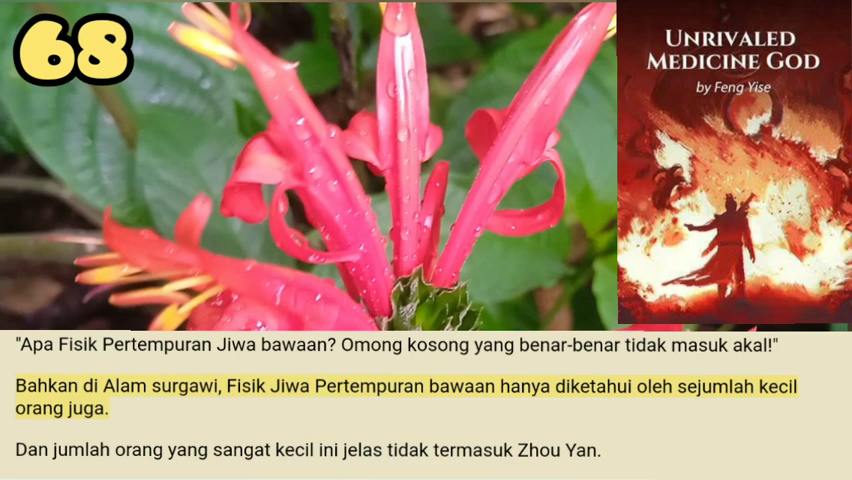 68
UNRIVALED
MEDICINE GOD
by Feng Yise
"Apa Fisik Pertempuran Jiwa bawaan? Omong kosong yang benar-benar tidak masuk akal!"
Bahkan di Alam surgawi, Fisik Jiwa Pertempuran bawaan hanya diketahui oleh sejumlah kecil
orang juga.
Dan jumlah orang yang sangat kecil ini jelas tidak termasuk Zhou Yan.